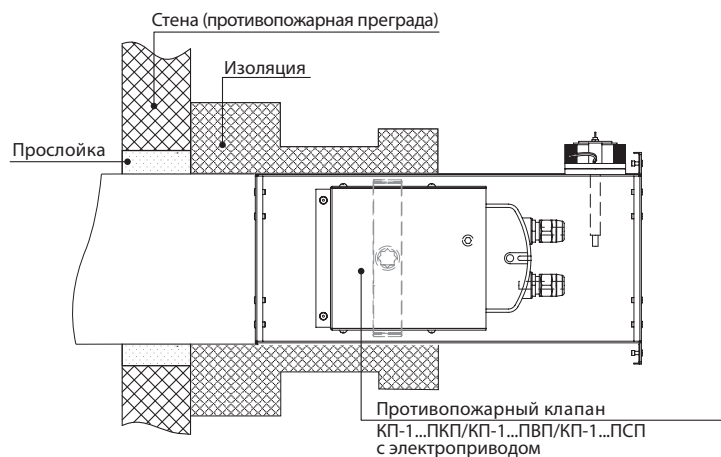 Стена (противопожарная преграда)
Изоляция
Прослойка
Противопожарный клапан
КП-1...ПКП/КП-1...ПВП/КП-1...ПСП
с электроприводом